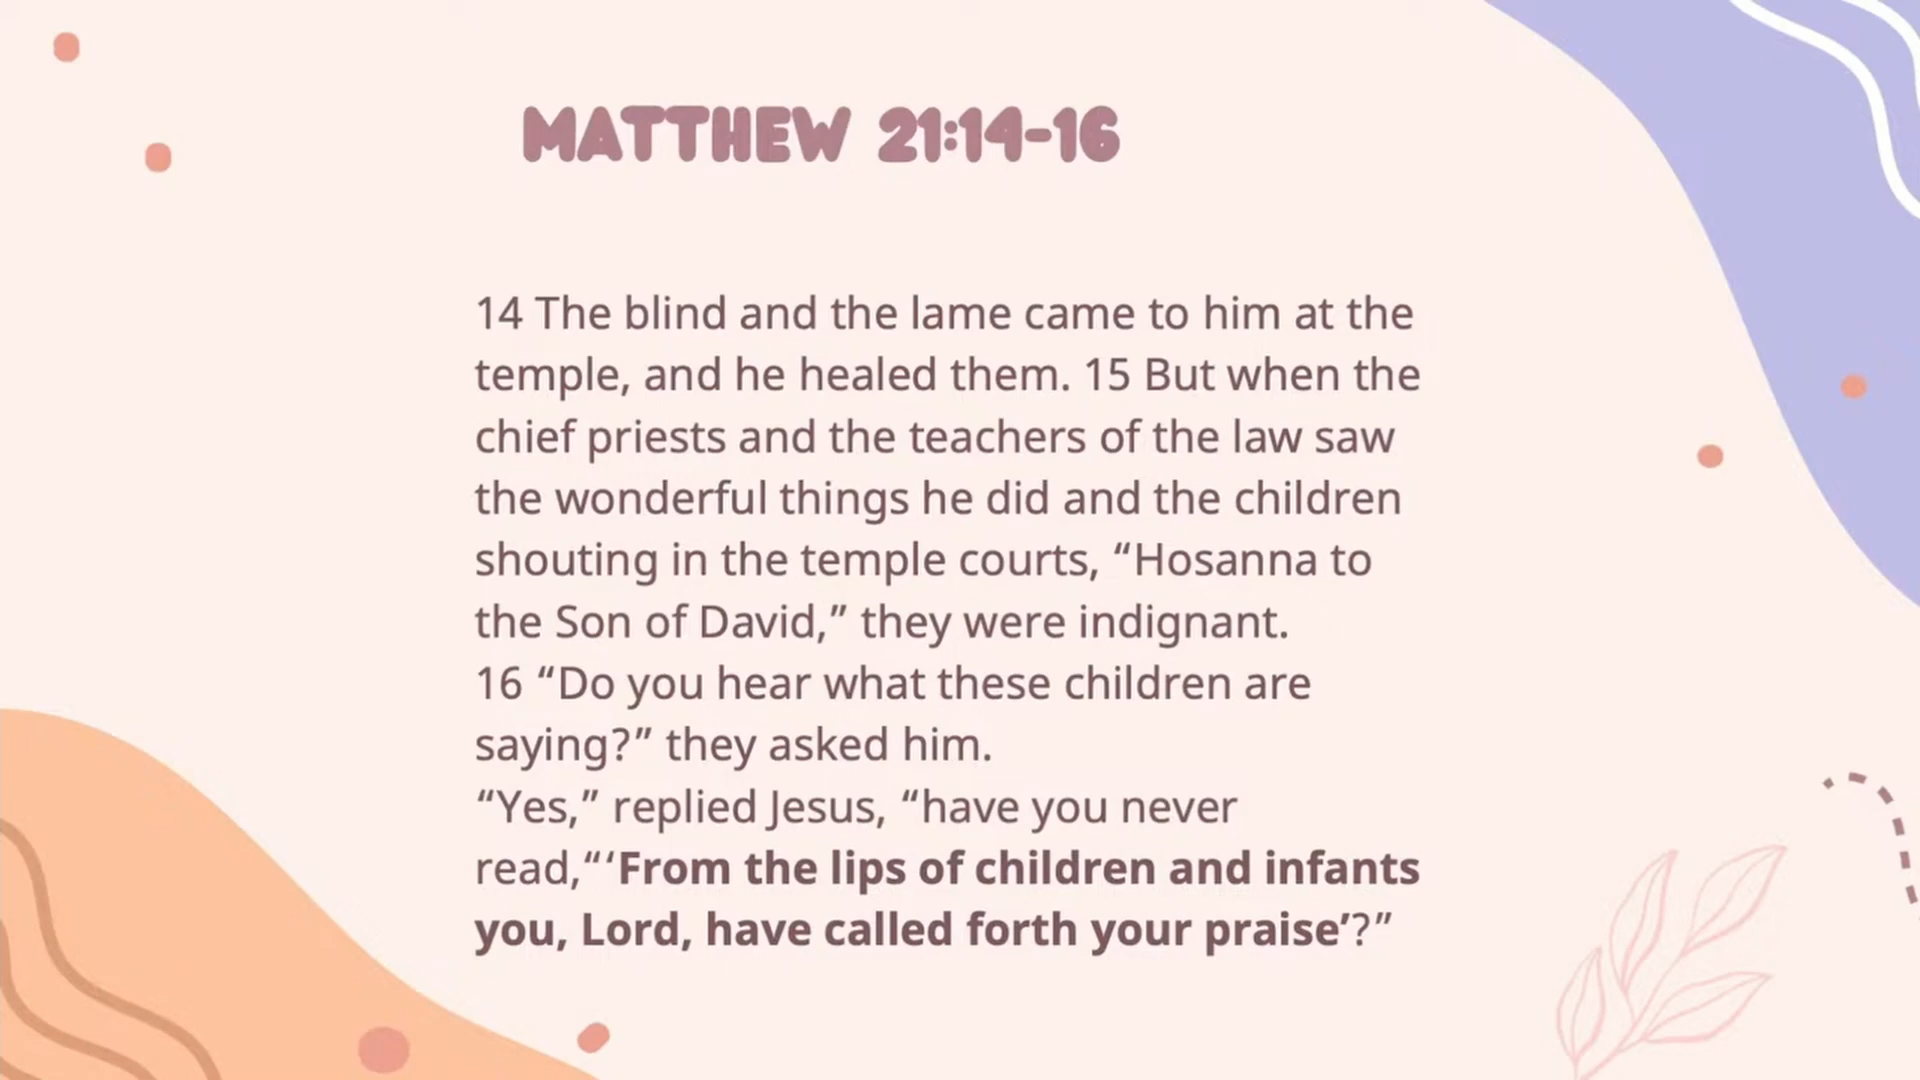 MATTHEW 21:14-16
14 The blind and the lame came to him at the
temple, and he healed them. 15 But when the
chief priests and the teachers of the law saw
the wonderful things he did and the children
shouting in the temple courts, “Hosanna to
the Son of David,” they were indignant.
16 “Do you hear what these children are
saying?” they asked him.
“Yes,” replied Jesus, “have you never
read,“‘From the lips of children and infants
you, Lord, have called forth your praise’?”